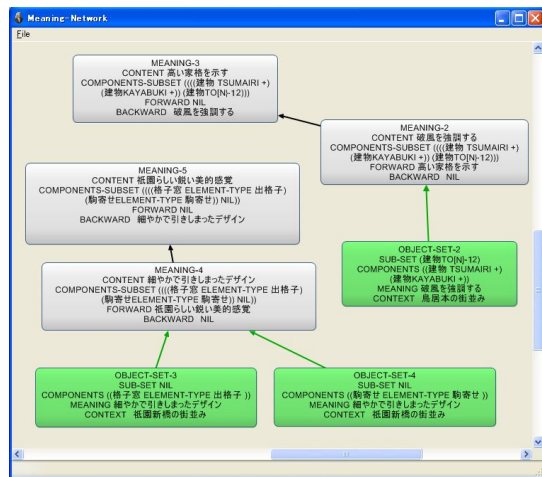 Meaning-Network
File
MEANING-3
CONTENT 高い家格を示す
COMPONENTS-SUBSET ((((建物 TSUMAIRI +)
(建物KAYABUKI +)) (建物TO[N]-12)))
FORWARD NIL
BACKWARD 破風を強調する
MEANING-2
CONTENT 破風を強調する
COMPONENTS-SUBSET ((((建物 TSUMAIRI +)
(建物KAYABUKI +)) (建物TO[N]-12)))
FORWARD 高い家格を示す
BACKWARD NIL
MEANING-5
CONTENT 祇園らしい鋭い美的感覚
COMPONENTS-SUBSET ((((格子窓 ELEMENT-TYPE 出格子)
(駒寄せELEMENT-TYPE 駒寄せ)) NIL))
FORWARD NIL
BACKWARD 細やかで引きしまったデザイン
OBJECT-SET-2
SUB-SET (建物TO[N]-12)
COMPONENTS ((建物 TSUMAIRI +)
(建物KAYABUKI +))
MEANING 破風を強調する
CONTEXT 鳥居本の街並み
MEANING-4
CONTENT 細やかで引きしまったデザイン
COMPONENTS-SUBSET ((((格子窓 ELEMENT-TYPE 出格子)
(駒寄せELEMENT-TYPE 駒寄せ)) NIL))
FORWARD 祇園らしい鋭い美的感覚
BACKWARD NIL
OBJECT-SET-3
SUB-SET NIL
COMPONENTS ((格子窓 ELEMENT-TYPE 出格子 ))
MEANING 細やかで引きしまったデザイン
CONTEXT 祇園新橋の街並み
OBJECT-SET-4
SUB-SET NIL
COMPONENTS ((駒寄せ ELEMENT-TYPE 駒寄せ ))
MEANING 細やかで引きしまったデザイン
CONTEXT 祇園新橋の街並み